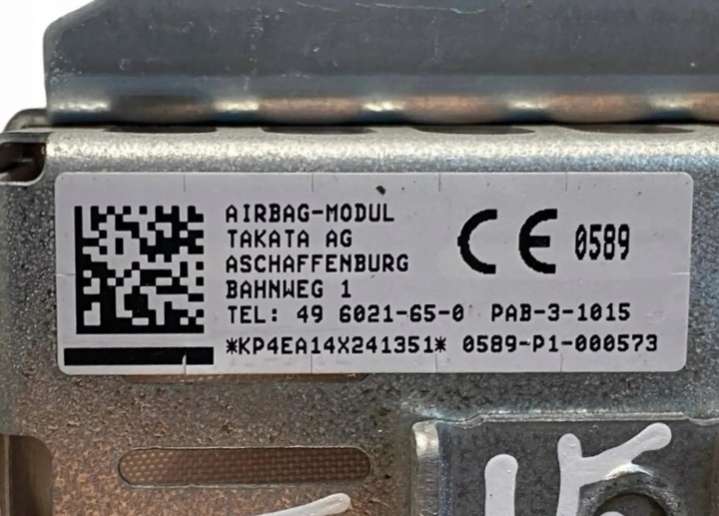 AIRBAG-MODUL
TAKATA AG
ASCHAFFENBURG
BAHNWEG 1
TEL: 49 6021-65-0 PAB-3-1015
*KP4EA14X241351* 0589-P1-000573
CE 0589